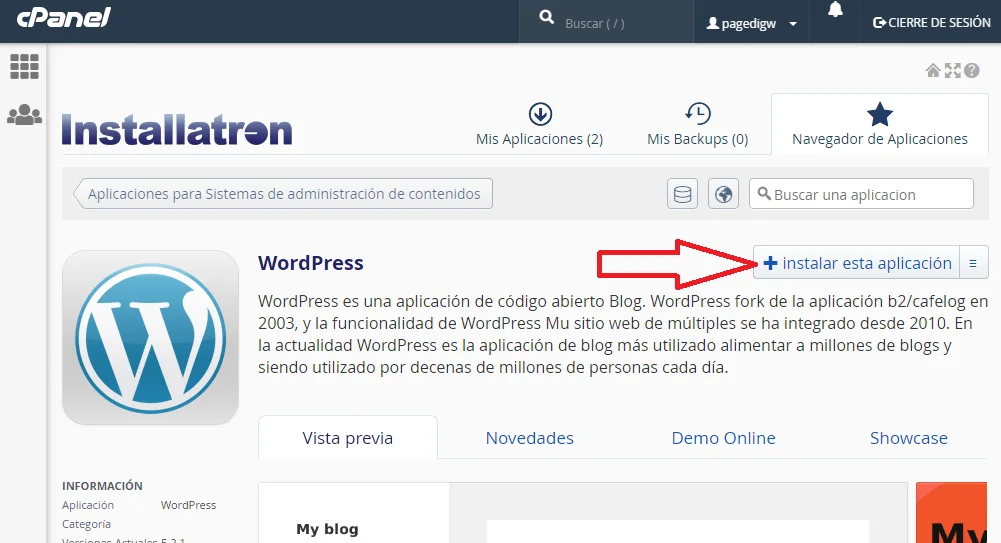 cPanel
Buscar ( / )
pagedigw
CIERRE DE SESIÓN
Installatron
Mis Aplicaciones (2)
Mis Backups (0)
Navegador de Aplicaciones
Aplicaciones para Sistemas de administración de contenidos
Buscar una aplicacion
WordPress
instalar esta aplicación
WordPress es una aplicación de código abierto Blog. WordPress fork de la aplicación b2/cafelog en
2003, y la funcionalidad de WordPress Mu sitio web de múltiples se ha integrado desde 2010. En
la actualidad WordPress es la aplicación de blog más utilizado alimentar a millones de blogs y
siendo utilizado por decenas de millones de personas cada día.
Vista previa
Novedades
Demo Online
Showcase
INFORMACIÓN
Aplicación WordPress
Categoría
Versiones Actuales 5.2.1
My blog
My